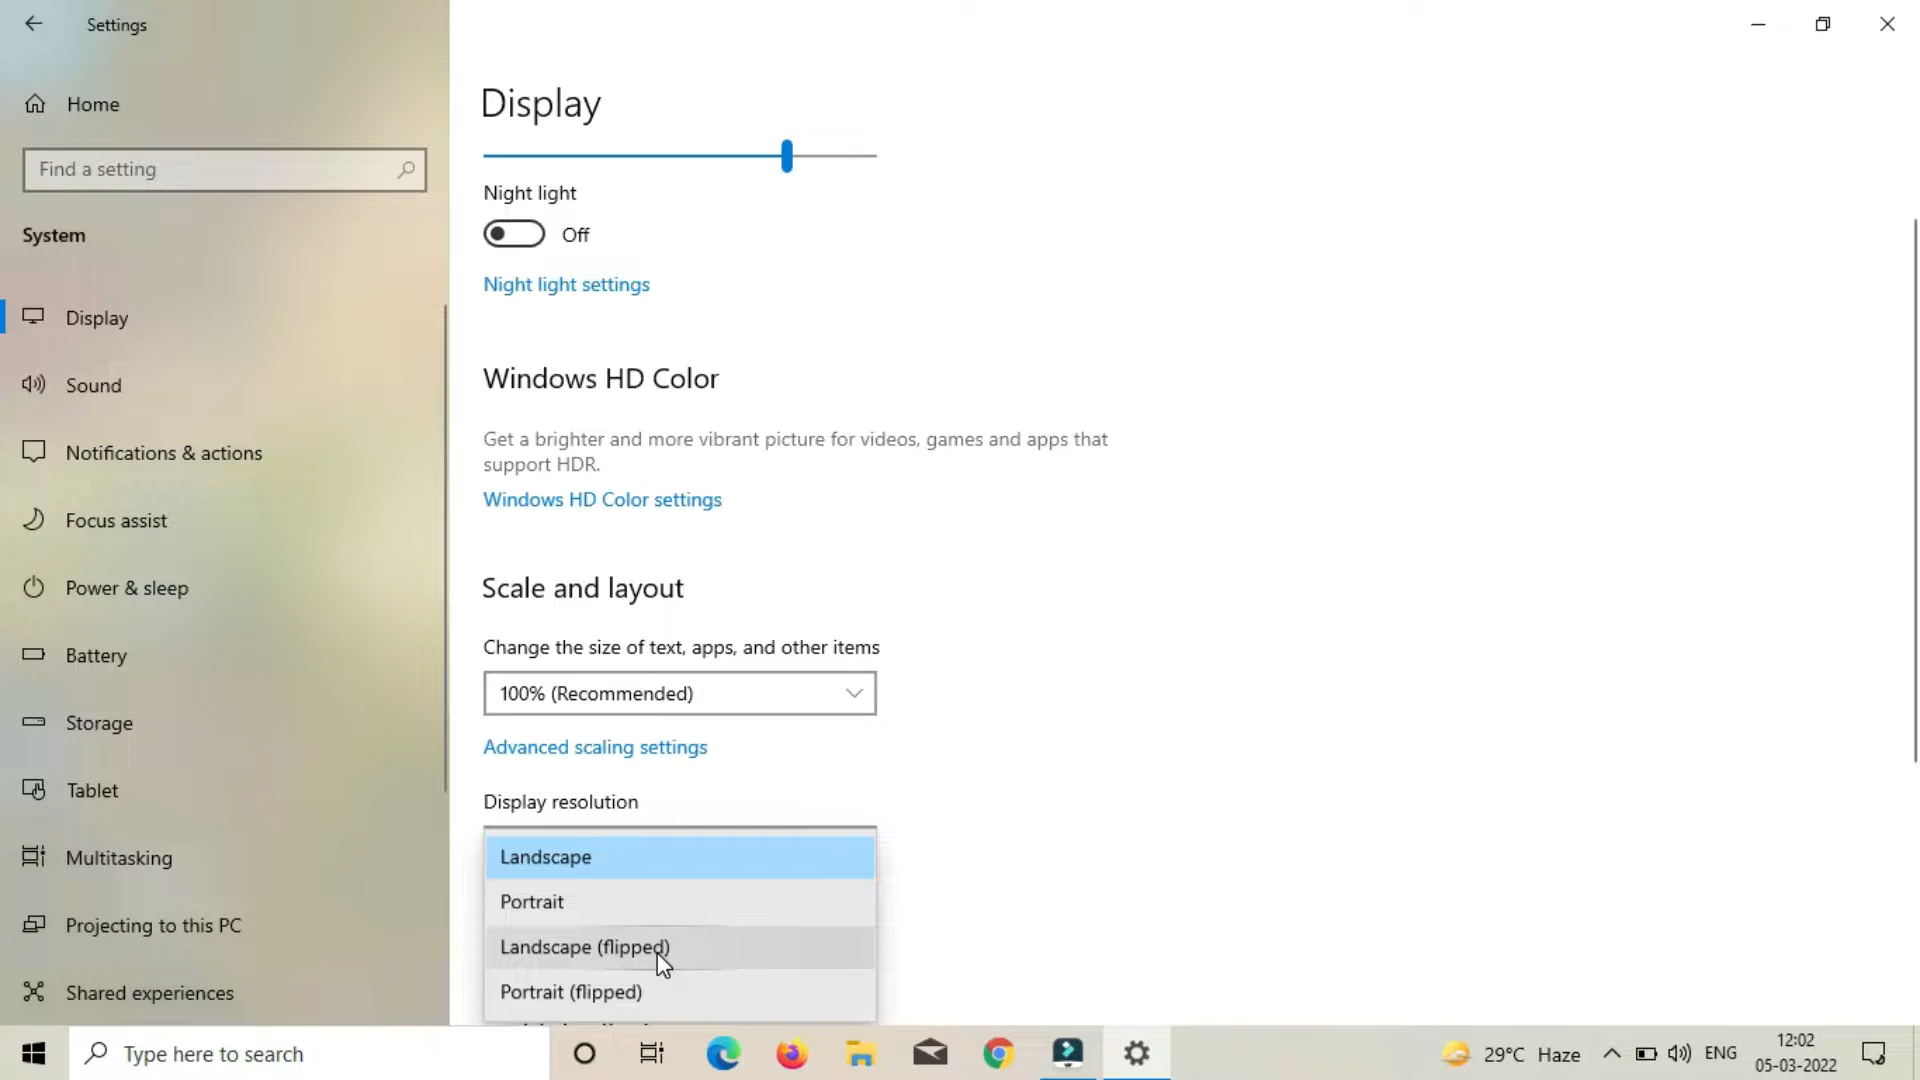 Settings
Home
Find a setting
System
Display
Sound
Notifications & actions
Focus assist
Power & sleep
Battery
Storage
Tablet
Multitasking
Projecting to this PC
Shared experiences
Display
Night light
Off
Night light settings
Windows HD Color
Get a brighter and more vibrant picture for videos, games and apps that
support HDR.
Windows HD Color settings
Scale and layout
Change the size of text, apps, and other items
100% (Recommended)
Advanced scaling settings
Display resolution
Landscape
Portrait
Landscape (flipped)
Portrait (flipped)
Type here to search
29°C Haze
ENG
12:02
05-03-2022